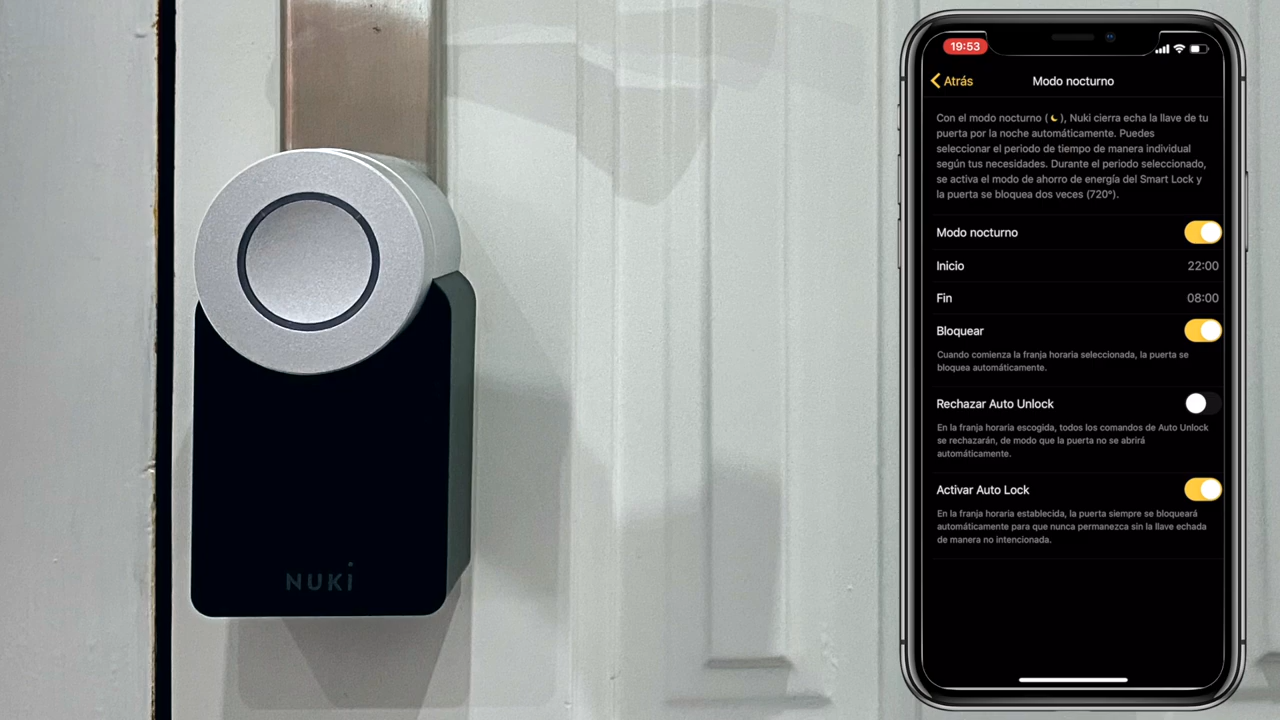 NUKI
19:53
Atrás
Modo nocturno
Con el modo nocturno (🌙), Nuki cierra echa la llave de tu
puerta por la noche automáticamente. Puedes
seleccionar el periodo de tiempo de manera individual
según tus necesidades. Durante el periodo seleccionado,
se activa el modo de ahorro de energía del Smart Lock y
la puerta se bloquea dos veces (720°).
Modo nocturno
Inicio 22:00
Fin 08:00
Bloquear
Cuando comienza la franja horaria seleccionada, la puerta se
bloquea automáticamente.
Rechazar Auto Unlock
En la franja horaria escogida, todos los comandos de Auto Unlock
se rechazarán, de modo que la puerta no se abrirá
automáticamente.
Activar Auto Lock
En la franja horaria establecida, la puerta siempre se bloqueará
automáticamente para que nunca permanezca sin la llave echada
de manera no intencionada.